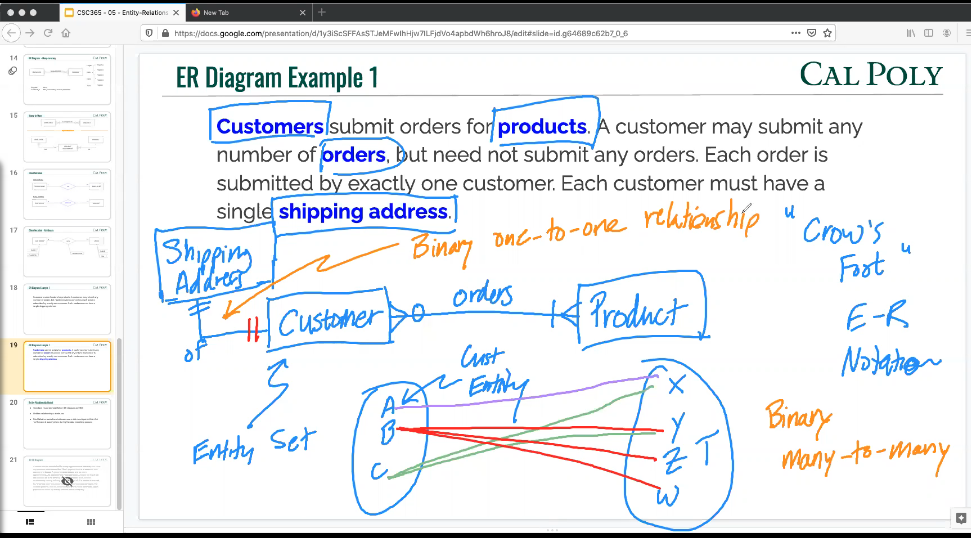 CSC365 - 05 - Entity-Relations
New Tab
https://docs.google.com/presentation/d/1y3iScSFFAsSTJeMFwIhHjw7lLFjdVo4apbdWh6hroJ8/edit#slide=id.g64689c62b7_0_6
14
15
16
17
18
19
20
21
ER Diagram Example 1
CAL POLY
Customers submit orders for products. A customer may submit any
number of orders, but need not submit any orders. Each order is
submitted by exactly one customer. Each customer must have a
single shipping address.
Shipping
Address
Binary one-to-one relationship
"Crow's
Foot"
E-R
Notation
of
Customer
orders
Product
Cust
Entity
Entity Set
A
B
C
X
Y
Z
W
T
Binary
many-to-many